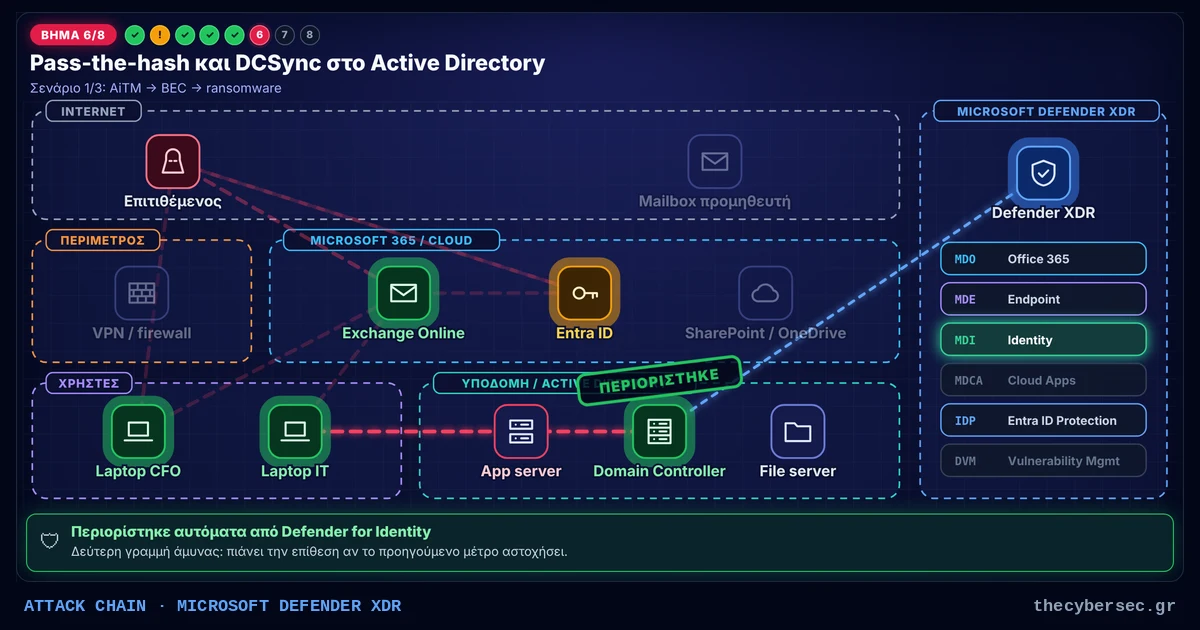 ΒΗΜΑ 6/8
!
6
7
8
Pass-the-hash και DCSync στο Active Directory
Σενάριο 1/3: AiTM → BEC → ransomware
INTERNET
Επιτιθέμενος
Mailbox προμηθευτή
ΠΕΡΙΜΕΤΡΟΣ
VPN / firewall
MICROSOFT 365 / CLOUD
Exchange Online
Entra ID
SharePoint / OneDrive
ΧΡΗΣΤΕΣ
Laptop CFO
Laptop IT
ΥΠΟΔΟΜΗ / ACTIVE
ΠΕΡΙΟΡΙΣΤΗΚΕ
App server
Domain Controller
File server
MICROSOFT DEFENDER XDR
Defender XDR
MDO Office 365
MDE Endpoint
MDI Identity
MDCA Cloud Apps
IDP Entra ID Protection
DVM Vulnerability Mgmt
Περιορίστηκε αυτόματα από Defender for Identity
Δεύτερη γραμμή άμυνας: πιάνει την επίθεση αν το προηγούμενο μέτρο αστοχήσει.
ATTACK CHAIN · MICROSOFT DEFENDER XDR
thecybersec.gr